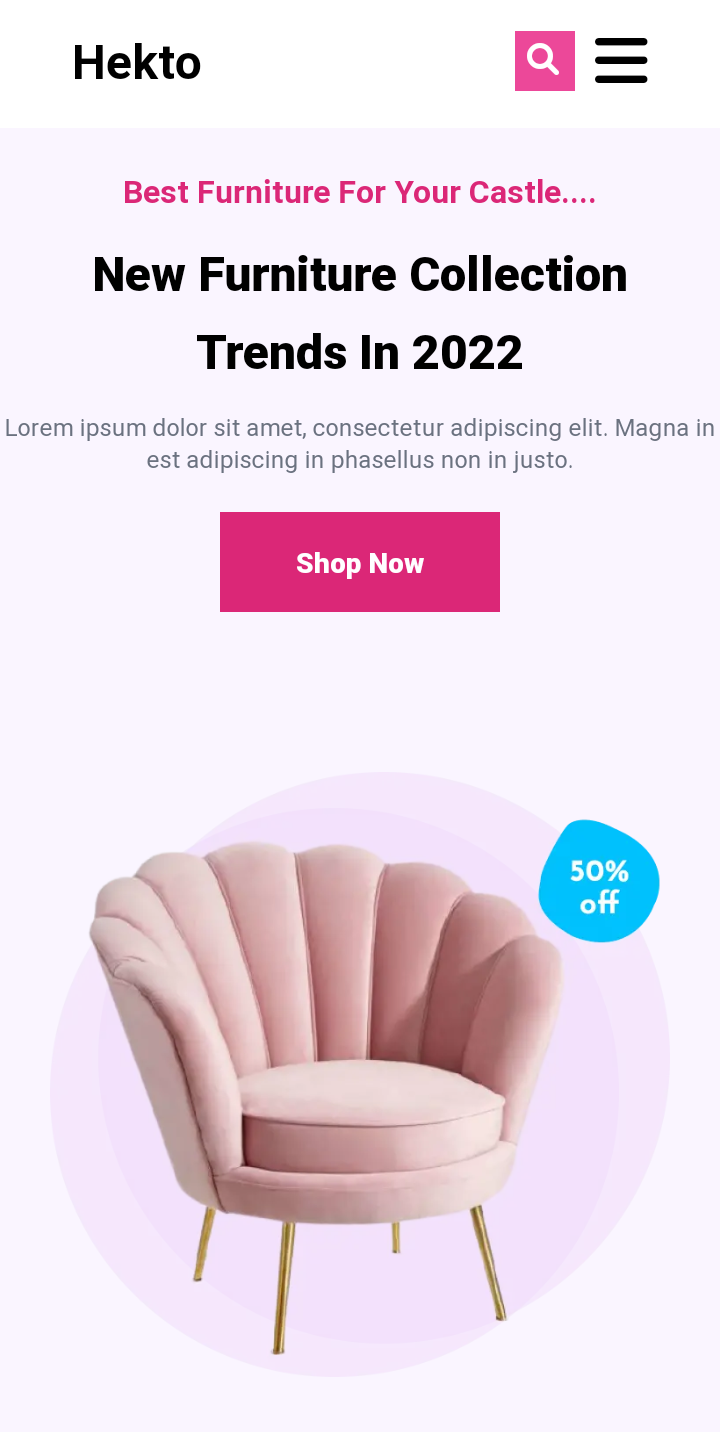 Hekto
Best Furniture For Your Castle....
New Furniture Collection
Trends In 2022
Lorem ipsum dolor sit amet, consectetur adipiscing elit. Magna in
est adipiscing in phasellus non in justo.
Shop Now
50%
off